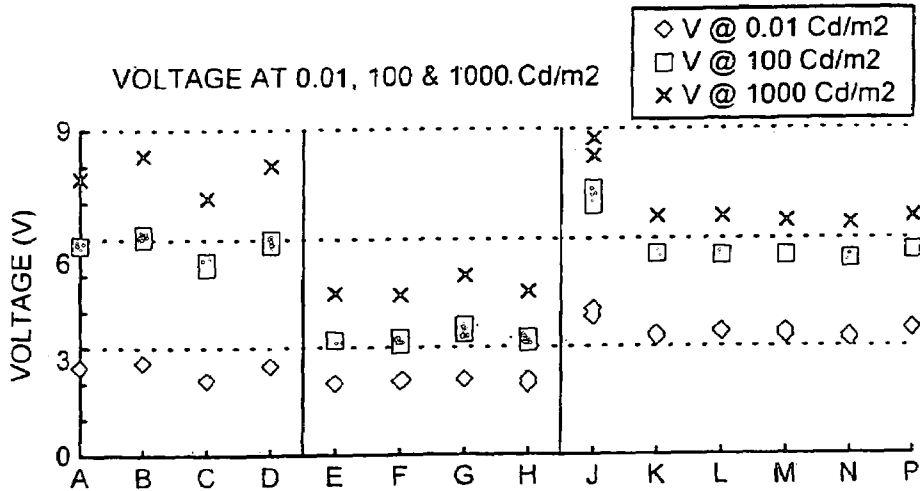 ◇ V @ 0.01 Cd/m2
□ V @ 100 Cd/m2
× V @ 1000 Cd/m2
VOLTAGE AT 0.01, 100 & 1000 Cd/m2
VOLTAGE (V)
9
6
3
0
A B C D E F G H J K L M N P